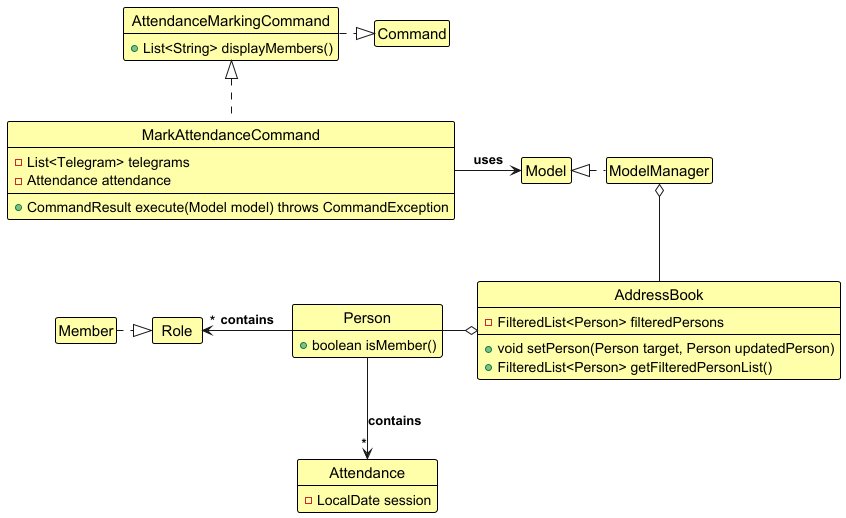 AttendanceMarkingCommand
List<String> displayMembers()
Command
MarkAttendanceCommand
List<Telegram> telegrams
Attendance attendance
CommandResult execute(Model model) throws CommandException
uses
Model
ModelManager
AddressBook
FilteredList<Person> filteredPersons
void setPerson(Person target, Person updatedPerson)
FilteredList<Person> getFilteredPersonList()
Member
Role
* contains
Person
boolean isMember()
contains
*
Attendance
LocalDate session